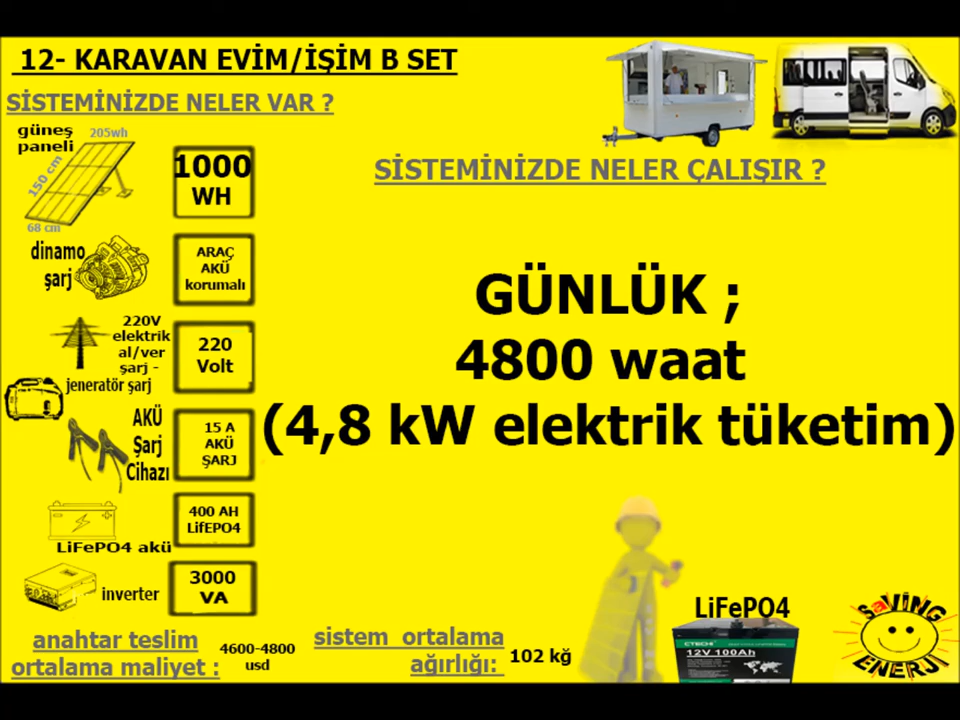 12- KARAVAN EVİM/İŞİM B SET
SİSTEMİNİZDE NELER VAR ?
güneş
paneli
205wh
150 cm
68 cm
1000
WH
SİSTEMİNİZDE NELER ÇALIŞIR ?
dinamo
şarj
ARAÇ
AKÜ
korumalı
220V
elektrik
al/ver
şarj -
jeneratör şarj
220
Volt
GÜNLÜK ;
4800 waat
(4,8 kW elektrik tüketim)
AKÜ
Şarj
Cihazı
15 A
AKÜ
ŞARJ
400 AH
LifEPO4
LiFePO4 akü
inverter
3000
VA
anahtar teslim
ortalama maliyet :
4600-4800
usd
sistem ortalama
ağırlığı:
102 kğ
LiFePO4
CTECHi
12V 100Ah
SaVING
ENERJI